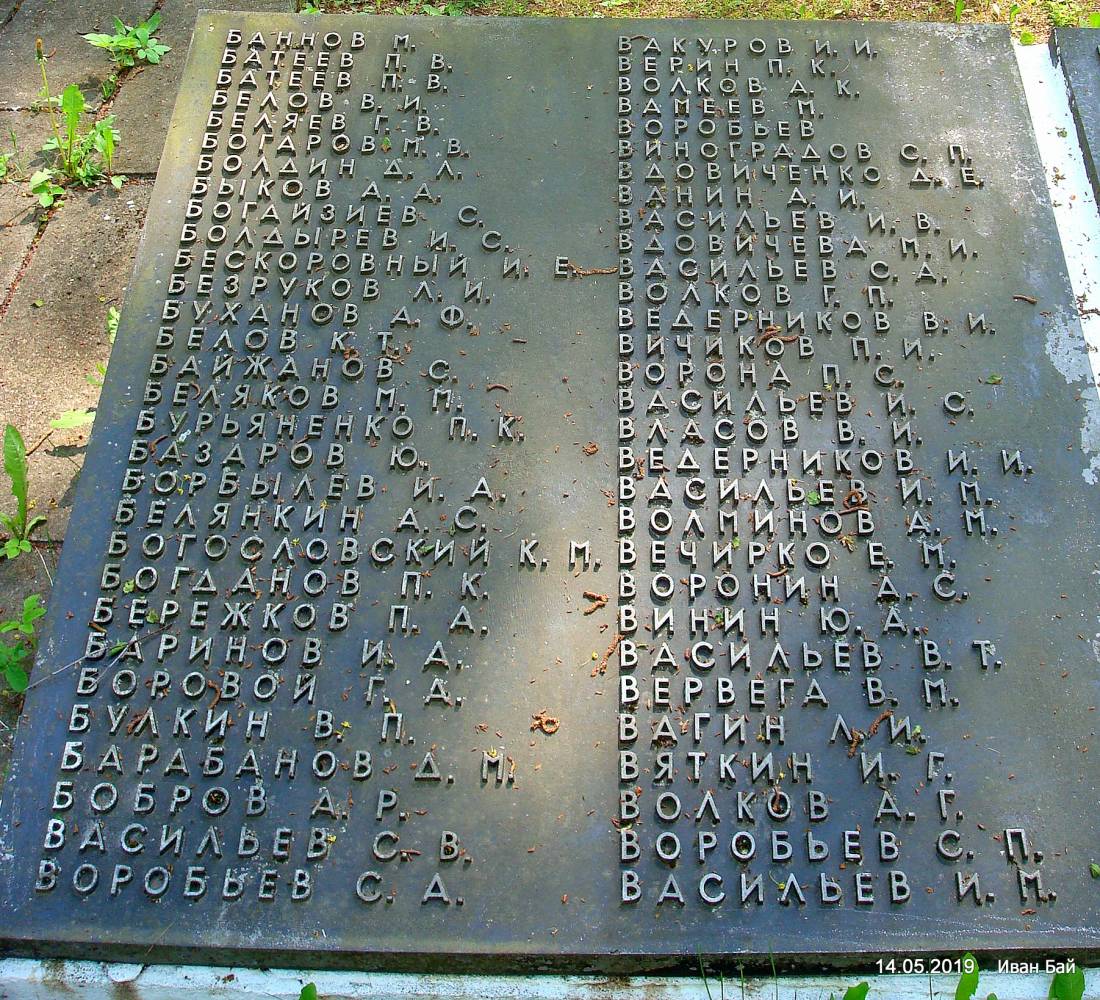 БАННОВ М.
БАТЕЕВ П. В.
БАТЕЕВ П. В.
БЕЛОВ В. И.
БЕЛЯЕВ Г. В.
БОГАРОВ М. В.
БОЛДИН Д. Л.
БЫКОВ А. А.
БОГАЙЗИЕВ С.
БОЛДЫРЕВ И. С.
БЕСКОРОВНЫЙ И. Е.
БЕЗРУКОВ Л. И.
БУХАНОВ А. Ф.
БЕЛОВ К. Т.
БАЙЖАНОВ С.
БЕЛЯКОВ М. М.
БУРЬЯНЕНКО П. К.
БАЗАРОВ Ю.
БОРБЫЛЕВ И. А.
БЕЛЯНКИН А. С.
БОГОСЛОВСКИЙ К. М.
БОГДАНОВ П. К.
БЕРЕЖКОВ П. А.
БАРИНОВ И. А.
БОРОВОЙ Г. А.
БУЛКИН В. П.
БАРАБАНОВ Д. М.
БОБРОВ А. Р.
ВАСИЛЬЕВ С. В.
ВОРОБЬЕВ С. А.
ВАКУРОВ И. И.
ВЕРИН П. К.
ВОЛКОВ А. К.
ВАМЕЕВ М.
ВОРОБЬЕВ
ВИНОГРАДОВ С. П.
ВДОВИЧЕНКО Д. Е.
ВАНИН А. И.
ВАСИЛЬЕВ И. В.
ВДОВИЧЕВА М. И.
ВАСИЛЬЕВ С. А.
ВОЛКОВ Г. П.
ВЕДЕРНИКОВ В. И.
ВИЧИКОВ П. И.
ВОРОНА П. С.
ВАСИЛЬЕВ И. С.
ВЛАСОВ В. И.
ВЕДЕРНИКОВ И. И.
ВАСИЛЬЕВ И. М.
ВОЛМИНОВ А. М.
ВЕЧИРКО Е. М.
ВОРОНИН А. С.
ВИНИН Ю. А.
ВАСИЛЬЕВ В. Т.
ВЕРВЕГА В. М.
ВАГИН Л. И.
ВЯТКИН И. Г.
ВОЛКОВ А. Г.
ВОРОБЬЕВ С. П.
ВАСИЛЬЕВ И. М.
14.05.2019 Иван Бай